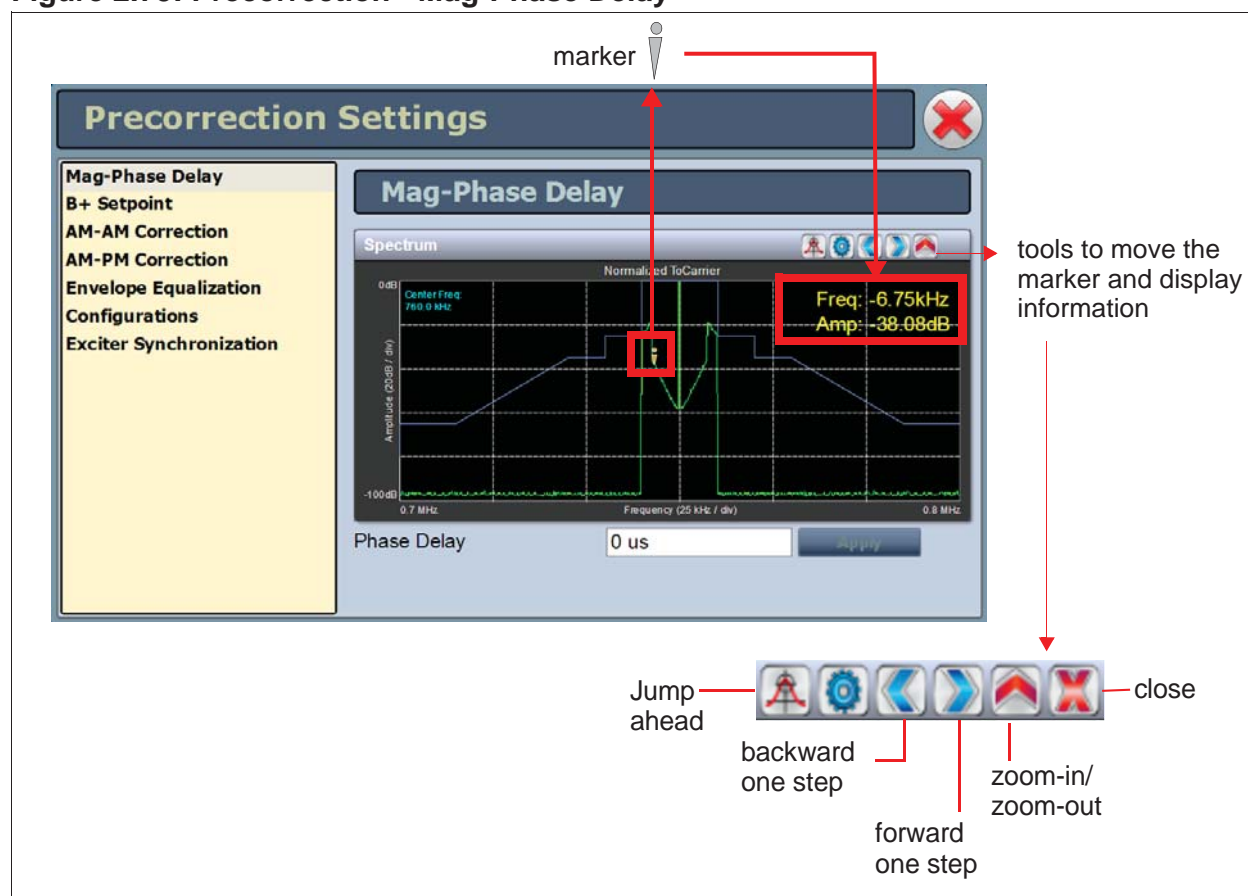 marker
Precorrection Settings
Mag-Phase Delay
B+ Setpoint
AM-AM Correction
AM-PM Correction
Envelope Equalization
Configurations
Exciter Synchronization
Mag-Phase Delay
Spectrum
Normalized ToCarrier
0dB
Center Freq:
760.0 kHz
Freq: -6.75kHz
Amp: -38.08dB
Amplitude (20dB / div)
-100dB
0.7 MHz
Frequency (25 kHz / div)
0.8 MHz
Phase Delay
0 us
Apply
tools to move the
marker and display
information
Jump
ahead
close
backward
one step
zoom-in/
zoom-out
forward
one step